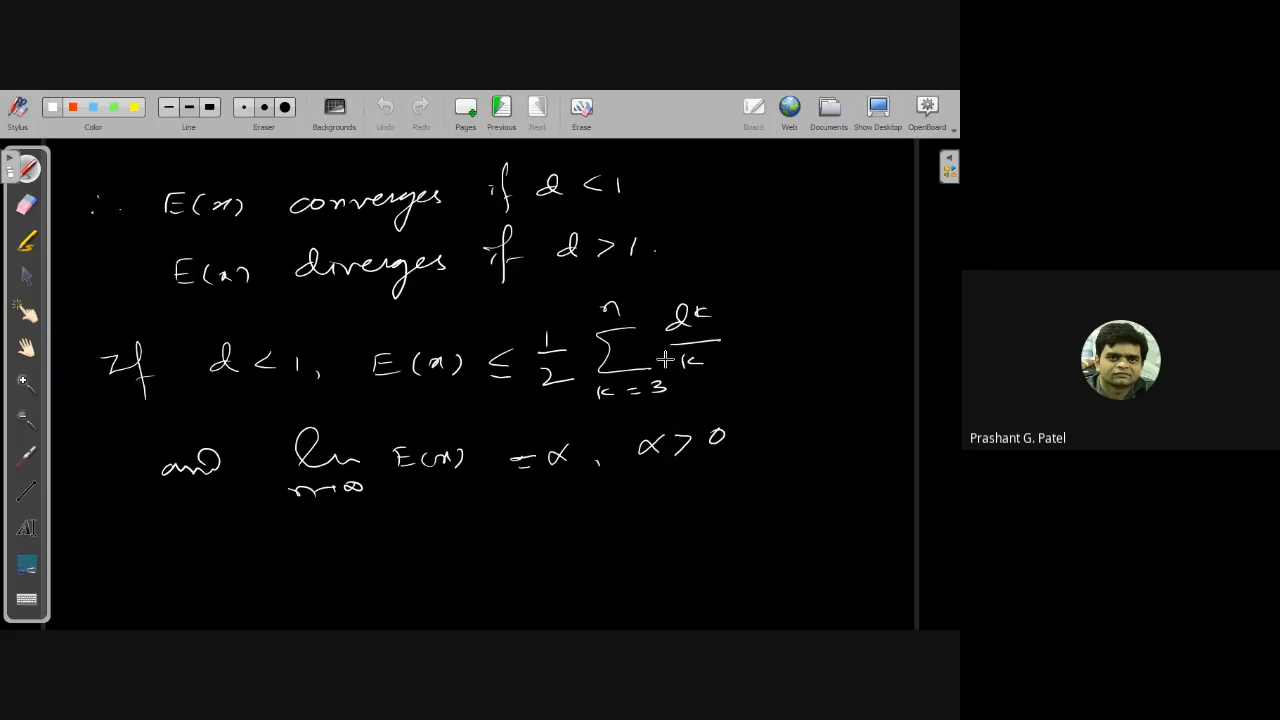 Stylus Color Line Eraser Backgrounds Undo Redo Pages Previous Next Erase Board Web Documents Show Desktop OpenBoard
∴ E(x) converges if d < 1
E(x) diverges if d > 1.
If d < 1, E(x) ≤ 1/2 ∑_{k=3}^{n} d^k/k
and lim_{n→∞} E(x) = α, α > 0
Prashant G. Patel